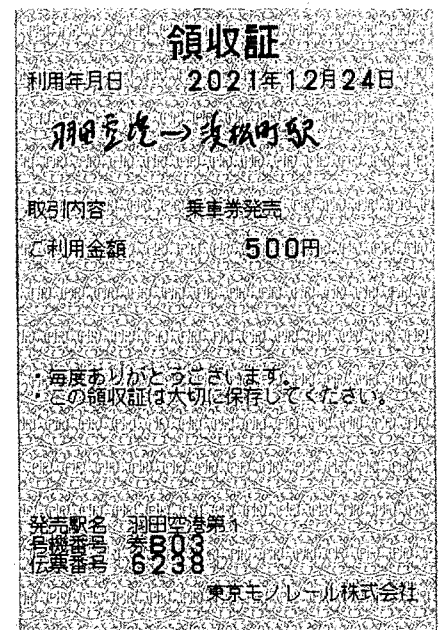 領収証
利用年月日 2021年12月24日
羽田空港→浜松町駅
取引内容 乗車券発売
ご利用金額 500円
・毎度ありがとうございます。
・この領収証は大切に保存してください。
発売駅名 羽田空港第1
号機番号 券B03
伝票番号 6238
東京モノレール株式会社